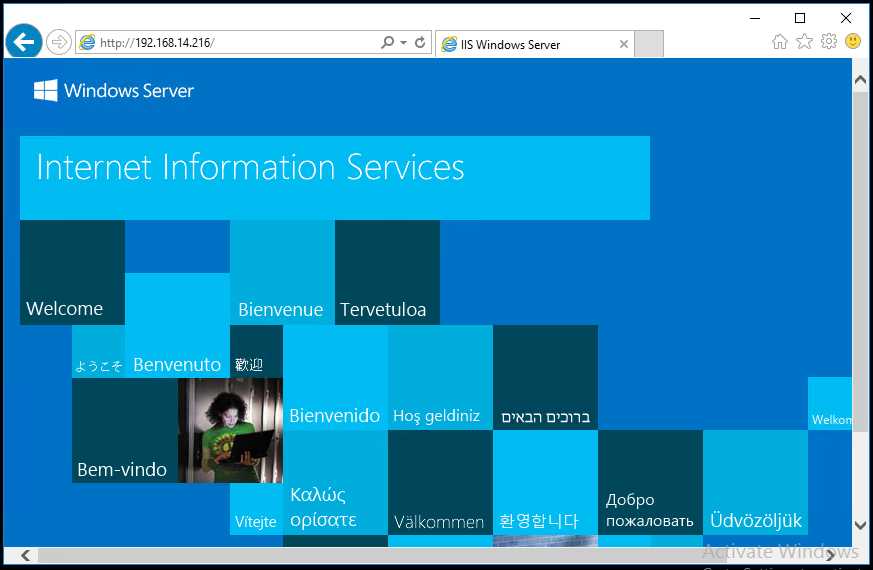 http://192.168.14.216/
IIS Windows Server
Windows Server
Internet Information Services
Welcome
Bienvenue
Tervetuloa
ようこそ
Benvenuto
歡迎
Bienvenido
Hoş geldiniz
ברוכים הבאים
Welkom
Bem-vindo
Vítejte
Καλώς
ορίσατε
Välkommen
환영합니다
Добро
пожаловать
Üdvözöljük
Activate Windows